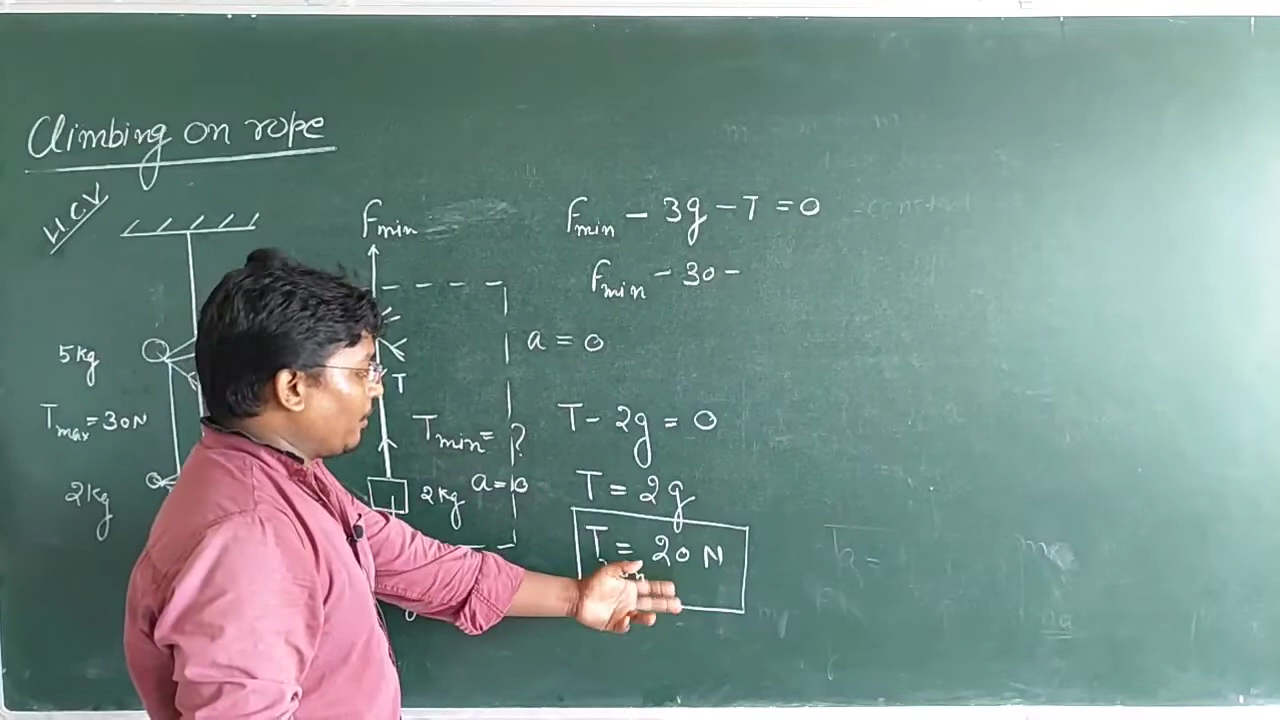 Climbing on rope
H.C.V
5kg
Tmax = 30N
2kg
Fmin
T
Tmin = ?
2kg a = 0
Fmin - 3g - T = 0
Fmin - 30 -
a = 0
T - 2g = 0
T = 2g
T = 20 N